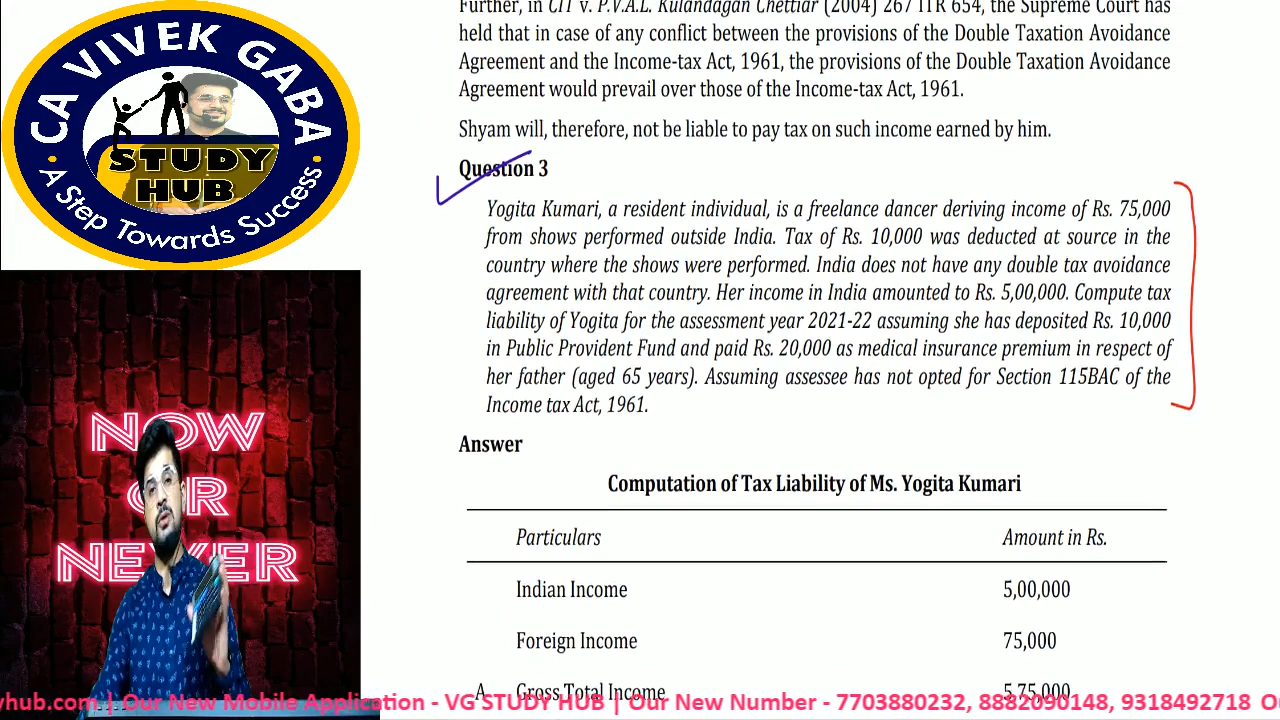 CA VIVEK GABA
STUDY
HUB
A Step Towards Success
NOW
OR
NEVER
Further, in CIT v. P.V.A.L. Kulandagan Chettiar (2004) 267 ITR 654, the Supreme Court has
held that in case of any conflict between the provisions of the Double Taxation Avoidance
Agreement and the Income-tax Act, 1961, the provisions of the Double Taxation Avoidance
Agreement would prevail over those of the Income-tax Act, 1961.
Shyam will, therefore, not be liable to pay tax on such income earned by him.
Question 3
Yogita Kumari, a resident individual, is a freelance dancer deriving income of Rs. 75,000
from shows performed outside India. Tax of Rs. 10,000 was deducted at source in the
country where the shows were performed. India does not have any double tax avoidance
agreement with that country. Her income in India amounted to Rs. 5,00,000. Compute tax
liability of Yogita for the assessment year 2021-22 assuming she has deposited Rs. 10,000
in Public Provident Fund and paid Rs. 20,000 as medical insurance premium in respect of
her father (aged 65 years). Assuming assessee has not opted for Section 115BAC of the
Income tax Act, 1961.
Answer
Computation of Tax Liability of Ms. Yogita Kumari
Particulars Amount in Rs.
Indian Income 5,00,000
Foreign Income 75,000
A Gross Total Income 5,75,000
yhub.com | Our New Mobile Application - VG STUDY HUB | Our New Number - 7703880232, 8882090148, 9318492718 O